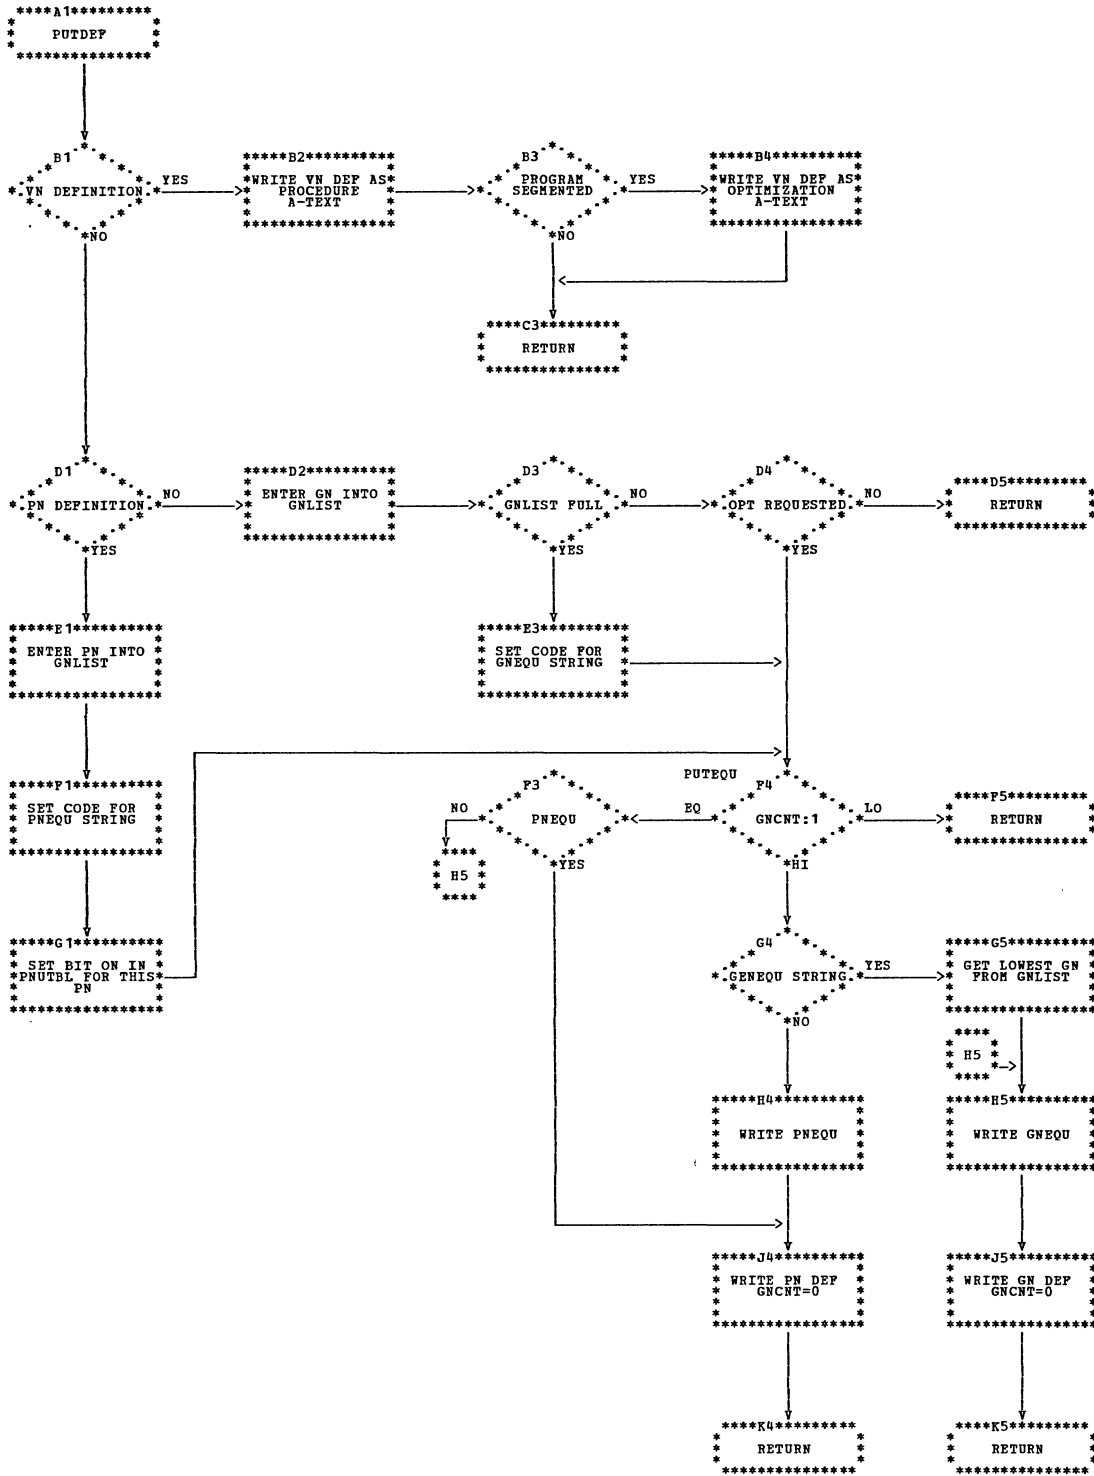 A1
PUTDEF
B1
VN DEFINITION
YES
NO
B2
WRITE VN DEF AS
PROCEDURE
A-TEXT
B3
PROGRAM
SEGMENTED
YES
NO
B4
WRITE VN DEF AS
OPTIMIZATION
A-TEXT
C3
RETURN
D1
PN DEFINITION
NO
YES
D2
ENTER GN INTO
GNLIST
D3
GNLIST FULL
NO
YES
D4
OPT REQUESTED
NO
YES
D5
RETURN
E1
ENTER PN INTO
GNLIST
E3
SET CODE FOR
GNEQU STRING
F1
SET CODE FOR
PNEQU STRING
F3
PNEQU
NO
YES
H5
PUTEQU
F4
GNCNT:1
EQ
LO
HI
F5
RETURN
G1
SET BIT ON IN
PNUTBL FOR THIS
PN
G4
GENEQU STRING
YES
NO
G5
GET LOWEST GN
FROM GNLIST
H5
H4
WRITE PNEQU
H5
WRITE GNEQU
J4
WRITE PN DEF
GNCNT=0
J5
WRITE GN DEF
GNCNT=0
K4
RETURN
K5
RETURN